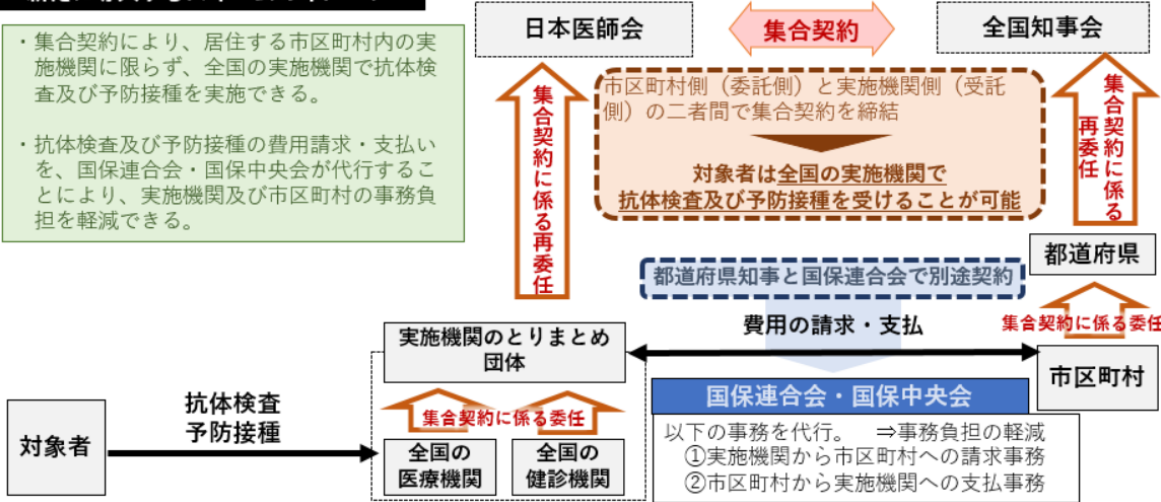 ・集合契約により、居住する市区町村内の実
施機関に限らず、全国の実施機関で抗体検
査及び予防接種を実施できる。
・抗体検査及び予防接種の費用請求・支払い
を、国保連合会・国保中央会が代行するこ
とにより、実施機関及び市区町村の事務負
担を軽減できる。
日本医師会
集合契約
全国知事会
市区町村側（委託側）と実施機関側（受託
側）の二者間で集合契約を締結
対象者は全国の実施機関で
抗体検査及び予防接種を受けることが可能
集合契約に係る再委任
集合契約に係る
再委任
都道府県
都道府県知事と国保連合会で別途契約
費用の請求・支払
集合契約に係る委任
市区町村
実施機関のとりまとめ
団体
集合契約に係る委任
全国の
医療機関
全国の
健診機関
対象者
抗体検査
予防接種
国保連合会・国保中央会
以下の事務を代行。　⇒事務負担の軽減
①実施機関から市区町村への請求事務
②市区町村から実施機関への支払事務